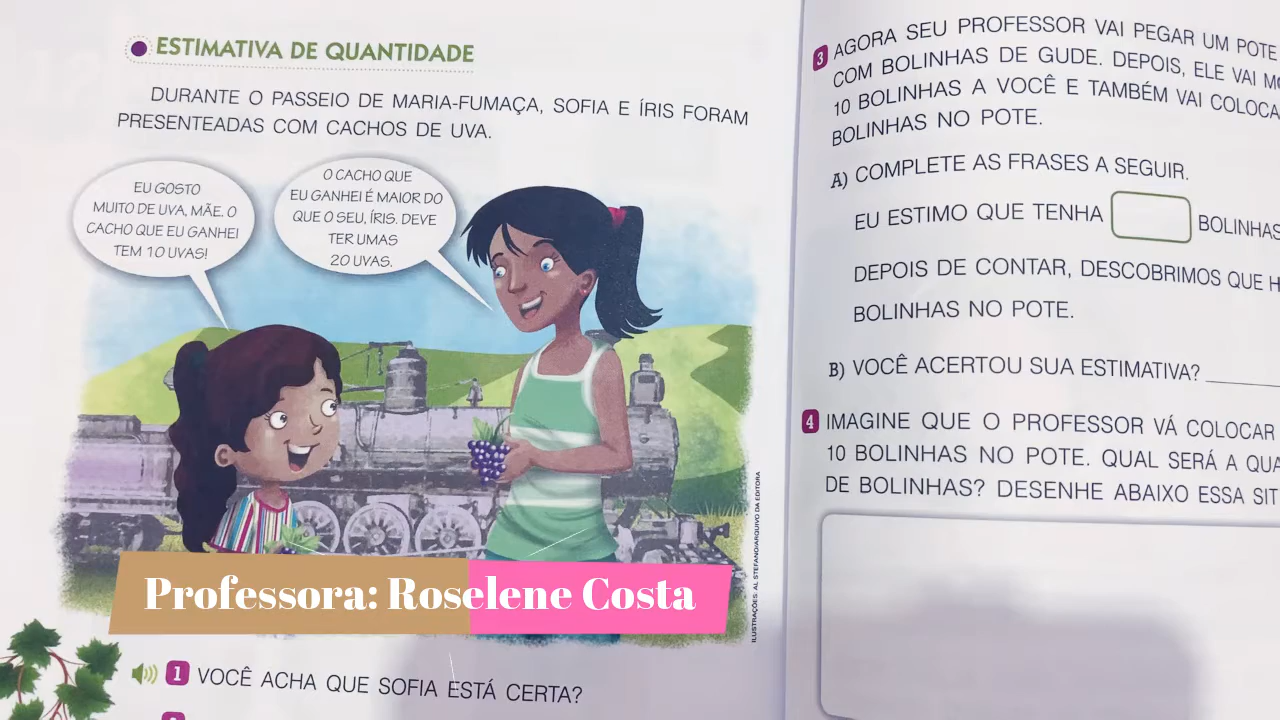 ESTIMATIVA DE QUANTIDADE
DURANTE O PASSEIO DE MARIA-FUMAÇA, SOFIA E ÍRIS FORAM
PRESENTEADAS COM CACHOS DE UVA.
EU GOSTO
MUITO DE UVA, MÃE. O
CACHO QUE EU GANHEI
TEM 10 UVAS!
O CACHO QUE
EU GANHEI É MAIOR DO
QUE O SEU, ÍRIS. DEVE
TER UMAS
20 UVAS.
ILUSTRAÇÕES: AL STEFANO/ARQUIVO DA EDITORA
Professora: Roselene Costa
1 VOCÊ ACHA QUE SOFIA ESTÁ CERTA?
3 AGORA SEU PROFESSOR VAI PEGAR UM POTE
COM BOLINHAS DE GUDE. DEPOIS, ELE VAI
10 BOLINHAS A VOCÊ E TAMBÉM VAI
BOLINHAS NO POTE.
A) COMPLETE AS FRASES A SEGUIR.
EU ESTIMO QUE TENHA BOLINHAS
DEPOIS DE CONTAR, DESCOBRIMOS QUE
BOLINHAS NO POTE.
B) VOCÊ ACERTOU SUA ESTIMATIVA?
4 IMAGINE QUE O PROFESSOR VÁ COLOCAR
10 BOLINHAS NO POTE. QUAL SERÁ A
DE BOLINHAS? DESENHE ABAIXO ESSA